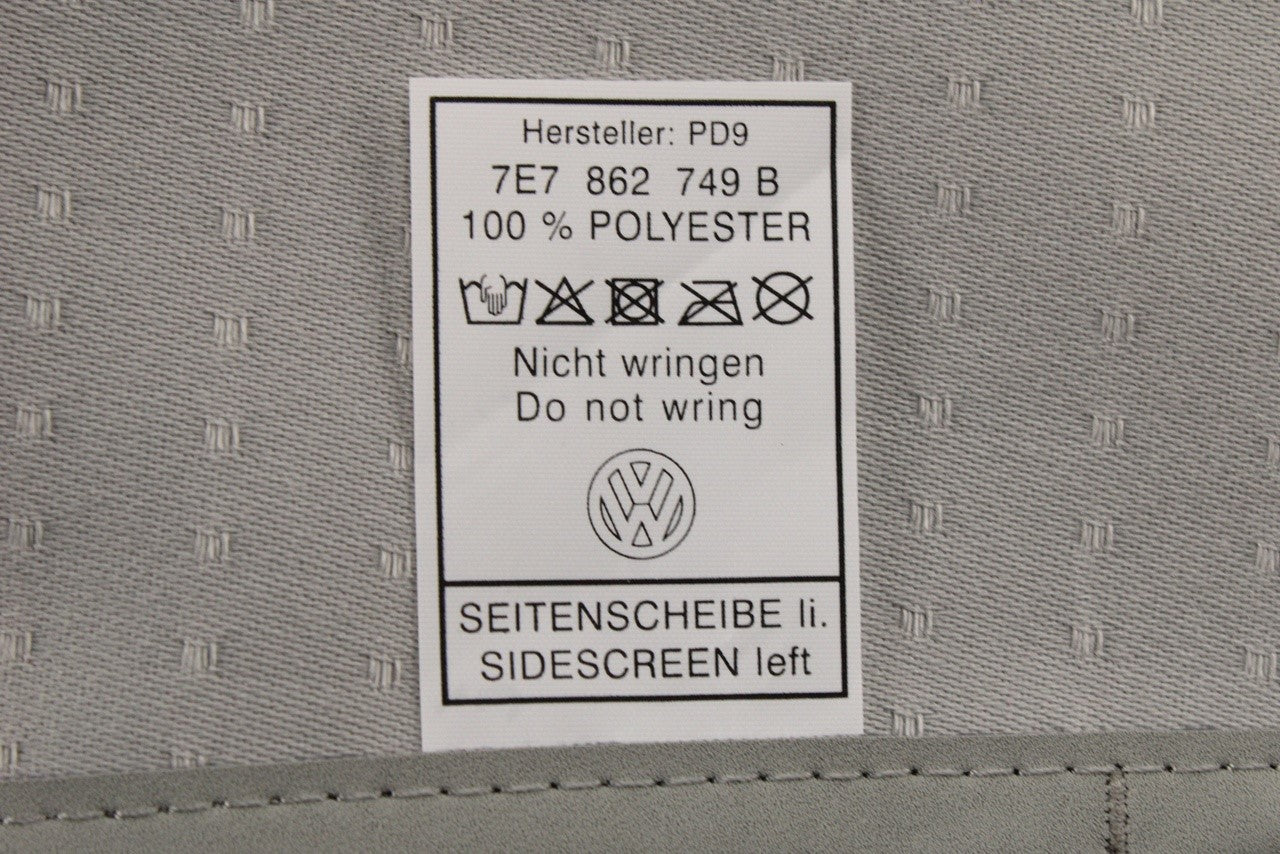 Hersteller: PD9
7E7 862 749 B
100 % POLYESTER
Nicht wringen
Do not wring
SEITENSCHEIBE li.
SIDESCREEN left